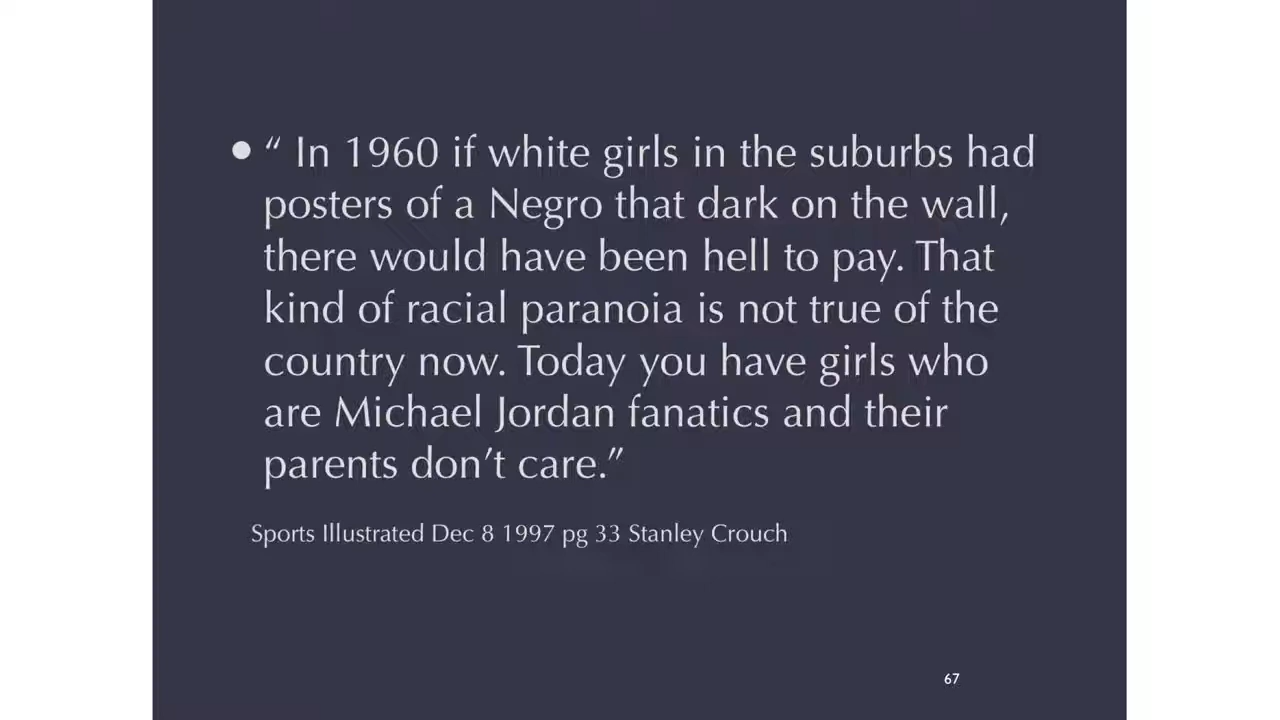 • “ In 1960 if white girls in the suburbs had
posters of a Negro that dark on the wall,
there would have been hell to pay. That
kind of racial paranoia is not true of the
country now. Today you have girls who
are Michael Jordan fanatics and their
parents don’t care.”
Sports Illustrated Dec 8 1997 pg 33 Stanley Crouch
67